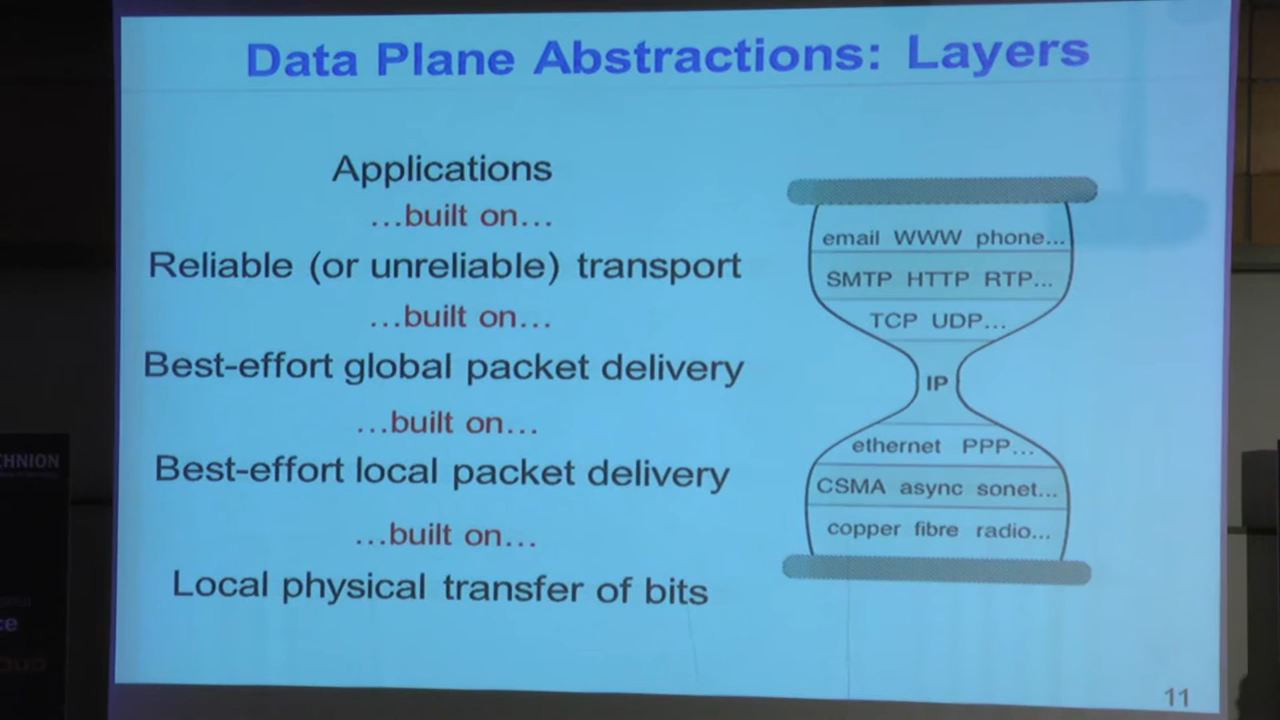 Data Plane Abstractions: Layers
Applications
...built on...
Reliable (or unreliable) transport
...built on...
Best-effort global packet delivery
...built on...
Best-effort local packet delivery
...built on...
Local physical transfer of bits
email WWW phone...
SMTP HTTP RTP...
TCP UDP...
IP
ethernet PPP...
CSMA async sonet...
copper fibre radio...
11
CHNION